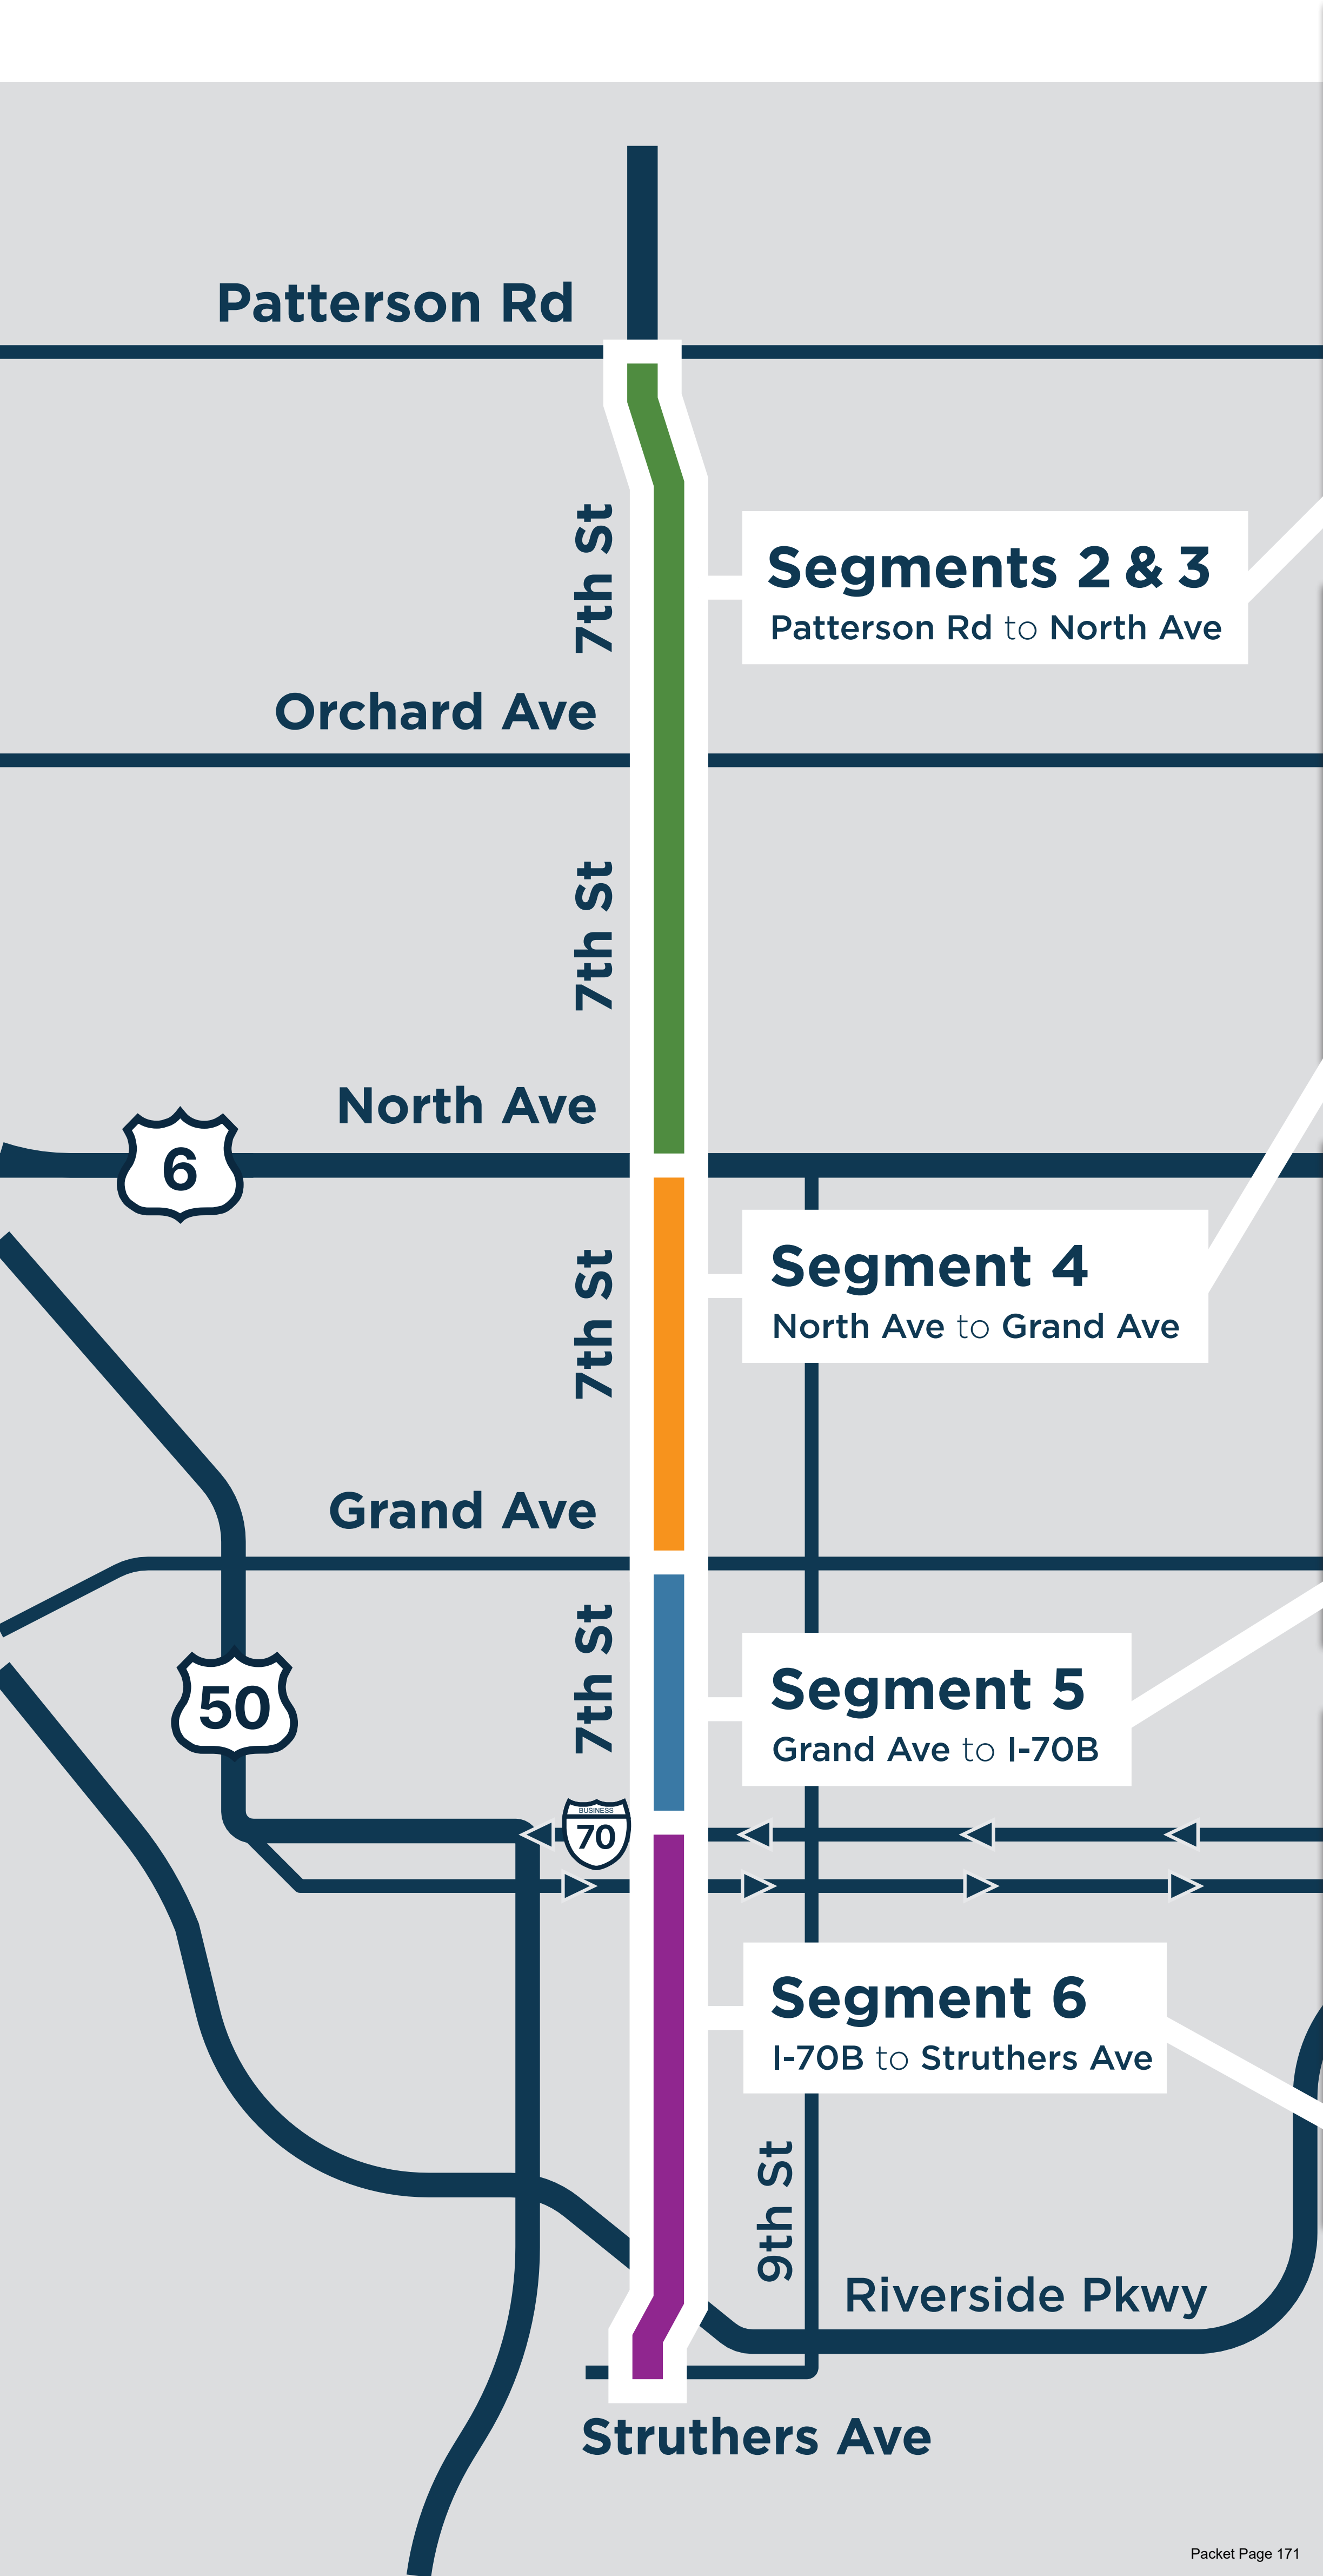 Patterson Rd
7th St
Segments 2 & 3
Patterson Rd to North Ave
Orchard Ave
7th St
North Ave
6
Segment 4
North Ave to Grand Ave
7th St
Grand Ave
7th St
50
Segment 5
Grand Ave to I-70B
BUSINESS
70
Segment 6
I-70B to Struthers Ave
9th St
Riverside Pkwy
Struthers Ave
Packet Page 171